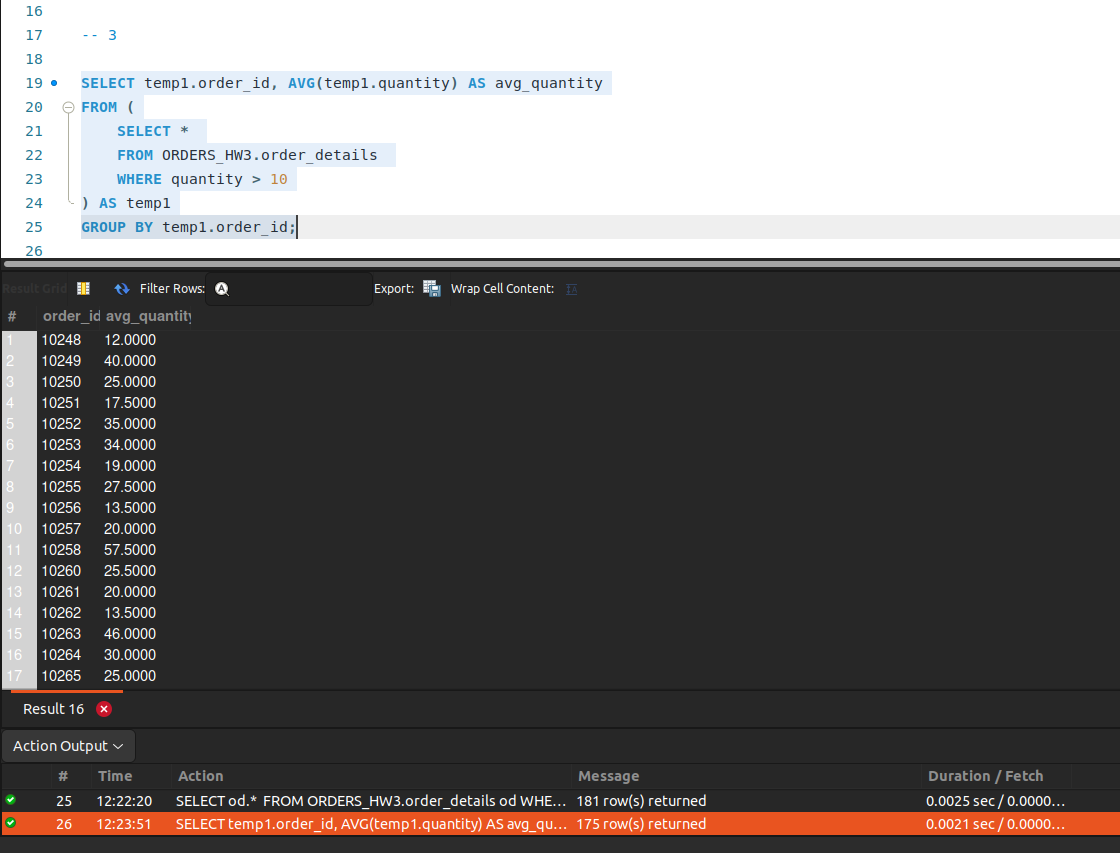 16
17 -- 3
18
19 SELECT temp1.order_id, AVG(temp1.quantity) AS avg_quantity
20 FROM (
21 SELECT *
22 FROM ORDERS_HW3.order_details
23 WHERE quantity > 10
24 ) AS temp1
25 GROUP BY temp1.order_id;
26
Result Grid Filter Rows: Export: Wrap Cell Content:
# order_id avg_quantity
1 10248 12.0000
2 10249 40.0000
3 10250 25.0000
4 10251 17.5000
5 10252 35.0000
6 10253 34.0000
7 10254 19.0000
8 10255 27.5000
9 10256 13.5000
10 10257 20.0000
11 10258 57.5000
12 10260 25.5000
13 10261 20.0000
14 10262 13.5000
15 10263 46.0000
16 10264 30.0000
17 10265 25.0000
Result 16
Action Output
# Time Action Message Duration / Fetch
25 12:22:20 SELECT od.* FROM ORDERS_HW3.order_details od WHE... 181 row(s) returned 0.0025 sec / 0.0000...
26 12:23:51 SELECT temp1.order_id, AVG(temp1.quantity) AS avg_qu... 175 row(s) returned 0.0021 sec / 0.0000...